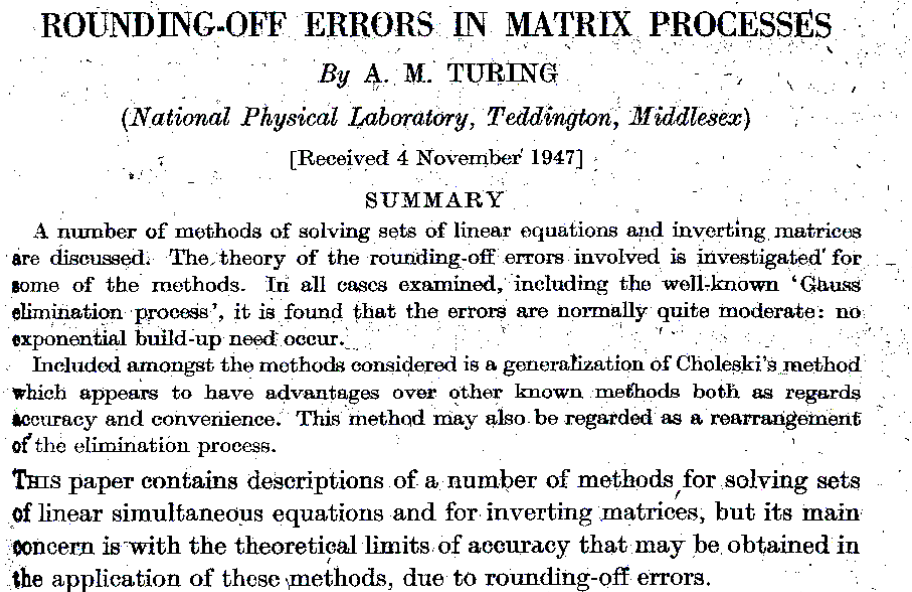 ROUNDING-OFF ERRORS IN MATRIX PROCESSES
By A. M. TURING
(National Physical Laboratory, Teddington, Middlesex)
[Received 4 November 1947]
SUMMARY
A number of methods of solving sets of linear equations and inverting matrices
are discussed. The theory of the rounding-off errors involved is investigated for
some of the methods. In all cases examined, including the well-known ‘Gauss
elimination process’, it is found that the errors are normally quite moderate: no
exponential build-up need occur.
Included amongst the methods considered is a generalization of Choleski’s method
which appears to have advantages over other known methods both as regards
accuracy and convenience. This method may also be regarded as a rearrangement
of the elimination process.
THIS paper contains descriptions of a number of methods for solving sets
of linear simultaneous equations and for inverting matrices, but its main
concern is with the theoretical limits of accuracy that may be obtained in
the application of these methods, due to rounding-off errors.